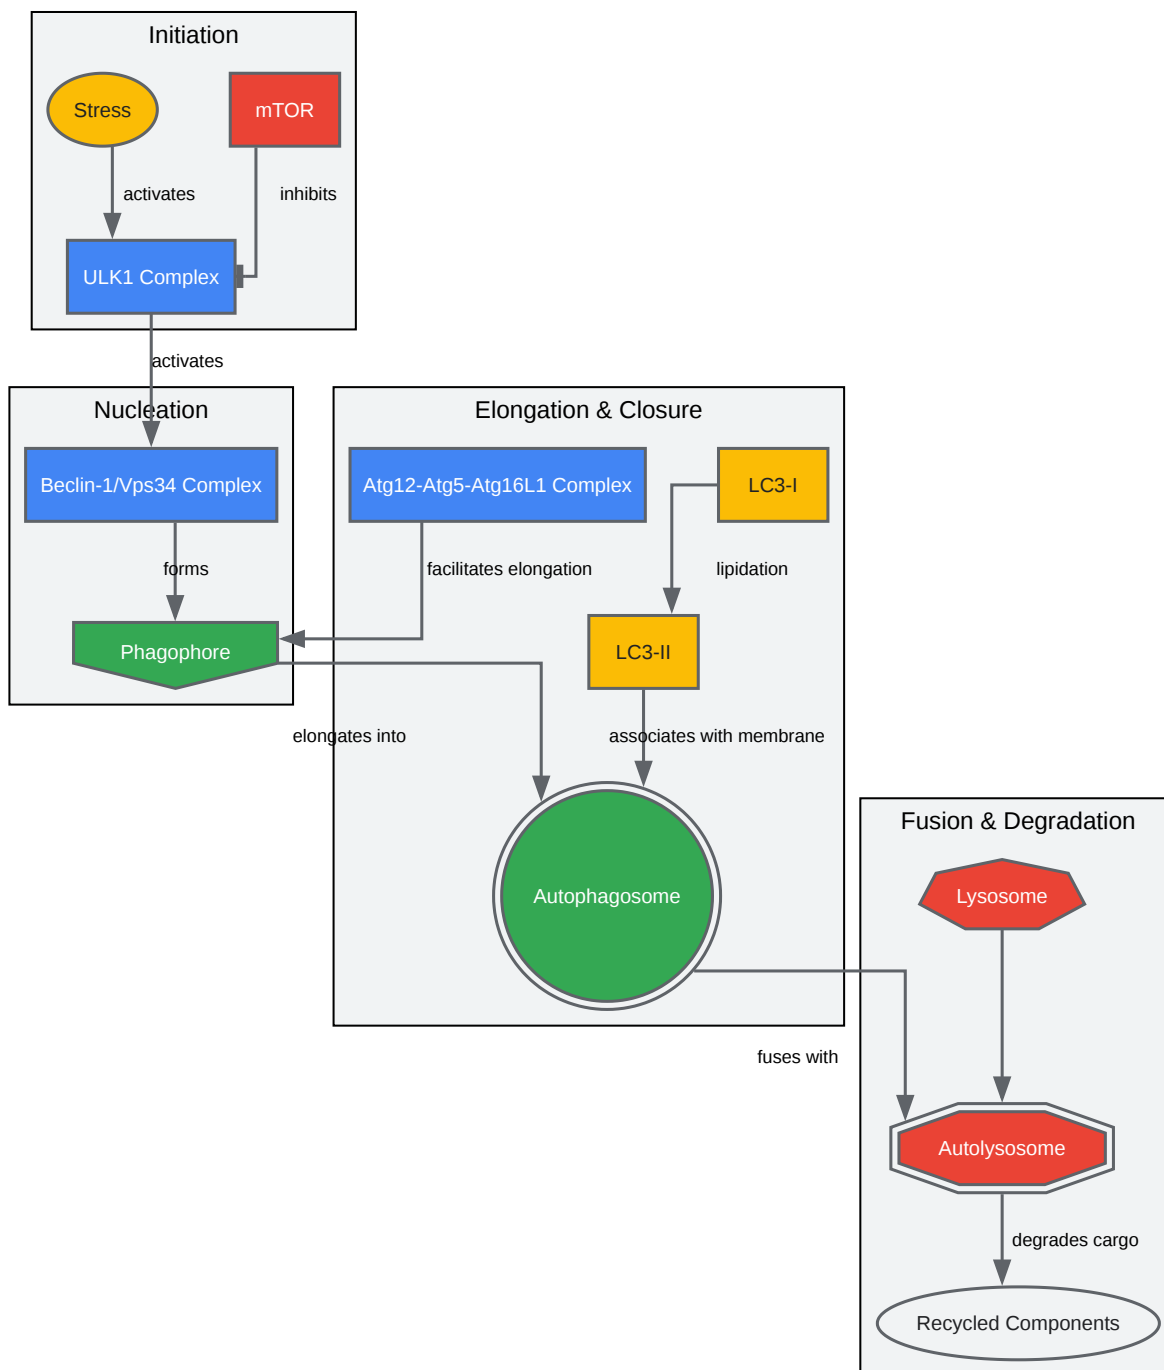 Initiation
Stress
mTOR
activates
inhibits
ULK1 Complex
activates
Nucleation
Elongation & Closure
Beclin-1/Vps34 Complex
Atg12-Atg5-Atg16L1 Complex
LC3-I
forms
facilitates elongation
lipidation
Phagophore
LC3-II
elongates into
associates with membrane
Fusion & Degradation
Autophagosome
Lysosome
fuses with
Autolysosome
degrades cargo
Recycled Components